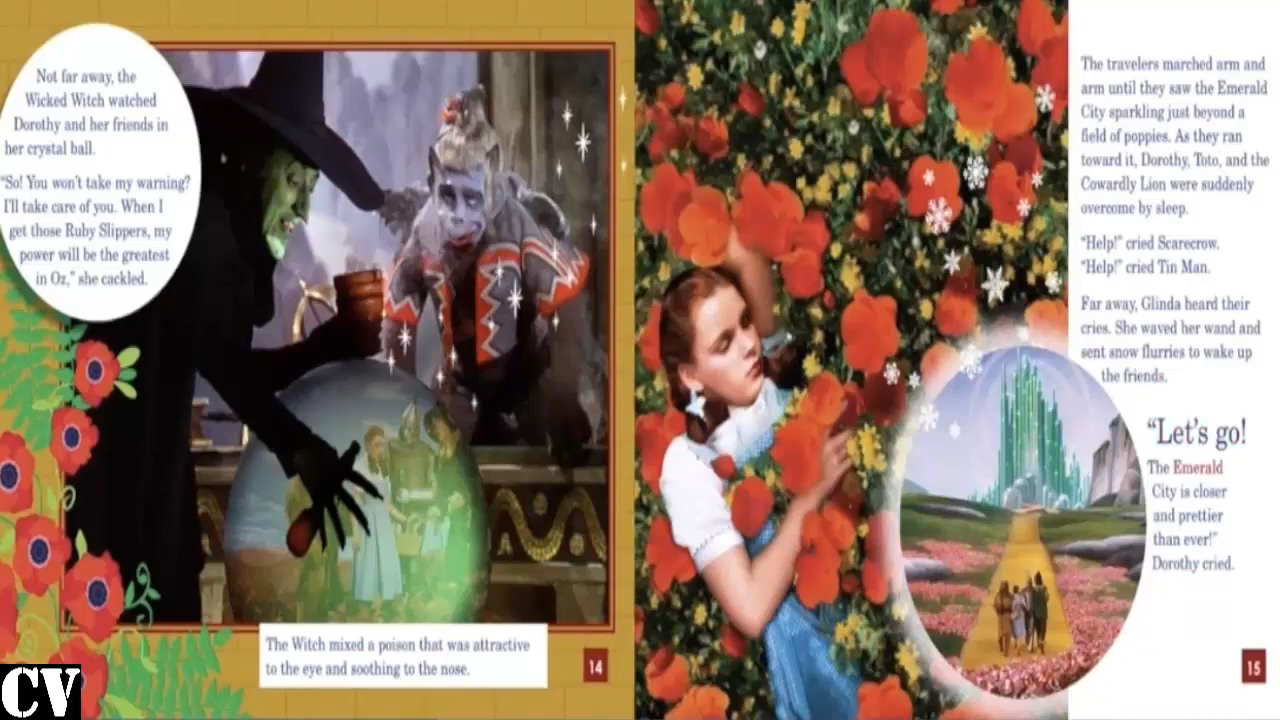 Not far away, the
Wicked Witch watched
Dorothy and her friends in
her crystal ball.
"So! You won't take my warning?
I'll take care of you. When I
get those Ruby Slippers, my
power will be the greatest
in Oz," she cackled.
The Witch mixed a poison that was attractive
to the eye and soothing to the nose.
14
CV
The travelers marched arm and
arm until they saw the Emerald
City sparkling just beyond a
field of poppies. As they ran
toward it, Dorothy, Toto, and the
Cowardly Lion were suddenly
overcome by sleep.
"Help!" cried Scarecrow.
"Help!" cried Tin Man.
Far away, Glinda heard their
cries. She waved her wand and
sent snow flurries to wake up
the friends.
"Let's go!
The Emerald
City is closer
and prettier
than ever!"
Dorothy cried.
15